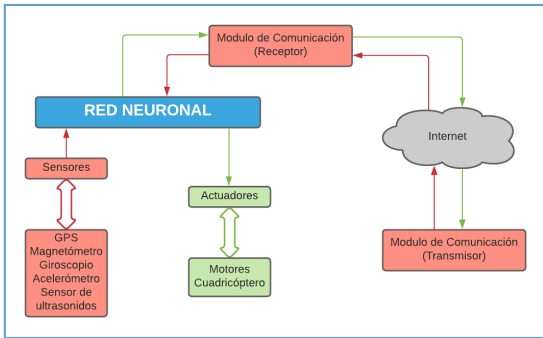 Modulo de Comunicación
(Receptor)
RED NEURONAL
Internet
Sensores
Actuadores
GPS
Magnetómetro
Giroscopio
Acelerómetro
Sensor de
ultrasonidos
Motores
Cuadricóptero
Modulo de Comunicación
(Transmisor)